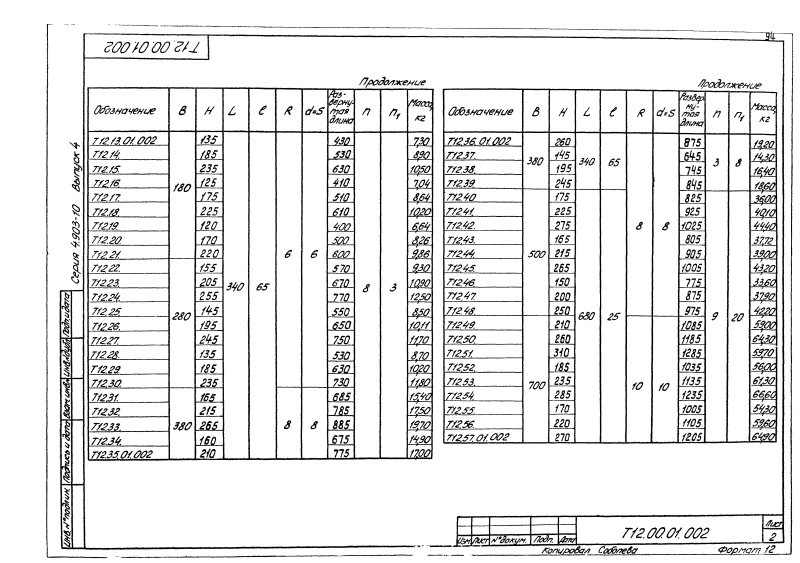 94
Т12.00.01.002
Продолжение
Обозначение B H L ℓ R d=S Раз-верну-тая длина n n₁ Масса, кг
Т12.13.01.002 180 135 340 65 6 6 430 8 3 7,30
Т12.14. 185 530 8,90
Т12.15. 235 630 10,50
Т12.16. 125 410 7,04
Т12.17. 175 510 8,64
Т12.18. 225 610 10,20
Т12.19. 120 400 6,64
Т12.20. 170 500 8,26
Т12.21. 220 600 9,86
Т12.22. 280 155 570 9,30
Т12.23. 205 670 10,90
Т12.24. 255 770 12,50
Т12.25. 145 550 8,50
Т12.26. 195 650 10,11
Т12.27. 245 750 11,70
Т12.28. 135 530 8,70
Т12.29 185 630 10,20
Т12.30. 235 730 11,80
Т12.31. 380 165 8 8 685 15,40
Т12.32 215 785 17,50
Т12.33. 265 885 19,70
Т12.34. 160 675 14,90
Т12.35.01.002 210 775 17,00
Продолжение
Обозначение B H L ℓ R d=S Развер-ну-тая длина n n₁ Масса, кг
Т12.36.01.002 380 260 340 65 8 8 875 3 8 19,20
Т12.37. 145 645 14,30
Т12.38. 195 745 16,40
Т12.39. 245 845 18,60
Т12.40 500 175 680 25 825 9 20 36,00
Т12.41. 225 925 40,10
Т12.42. 275 1025 44,40
Т12.43. 165 805 37,72
Т12.44. 215 905 39,00
Т12.45. 265 1005 43,20
Т12.46. 150 775 33,60
Т12.47. 200 875 37,90
Т12.48. 250 975 42,20
Т12.49. 700 210 10 10 1085 59,00
Т12.50. 260 1185 64,30
Т12.51. 310 1285 59,70
Т12.52. 185 1035 56,00
Т12.53. 235 1135 61,30
Т12.54. 285 1235 66,60
Т12.55. 170 1005 54,30
Т12.56. 220 1105 59,60
Т12.57.01.002 270 1205 64,90
Серия 4.903-10 Выпуск 4
Инв.№подлин. Подпись и дата Взам.инв.№ Инв.№дубл. Подп.и дата
Изм. Лист №докум. Подп. Дата
Т12.00.01.002
Лист
2
Копировал Соболева Формат 12